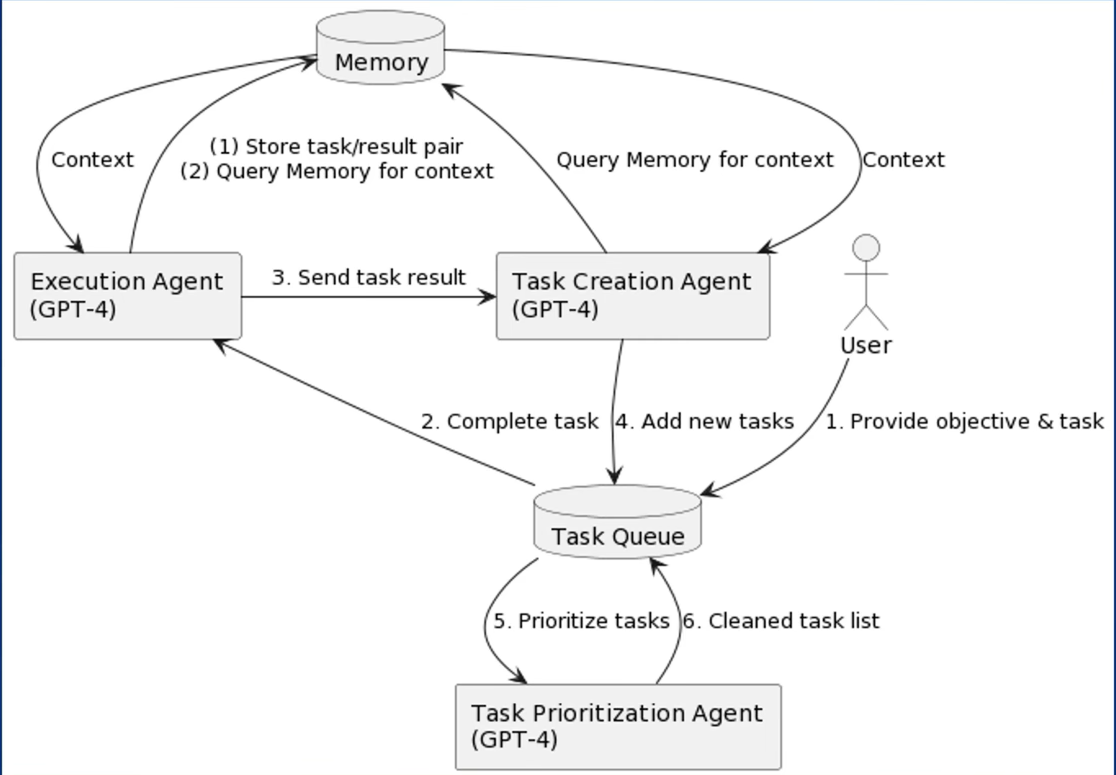 Memory
Context
(1) Store task/result pair
(2) Query Memory for context
Query Memory for context
Context
Execution Agent
(GPT-4)
3. Send task result
Task Creation Agent
(GPT-4)
User
2. Complete task
4. Add new tasks
1. Provide objective & task
Task Queue
5. Prioritize tasks
6. Cleaned task list
Task Prioritization Agent
(GPT-4)